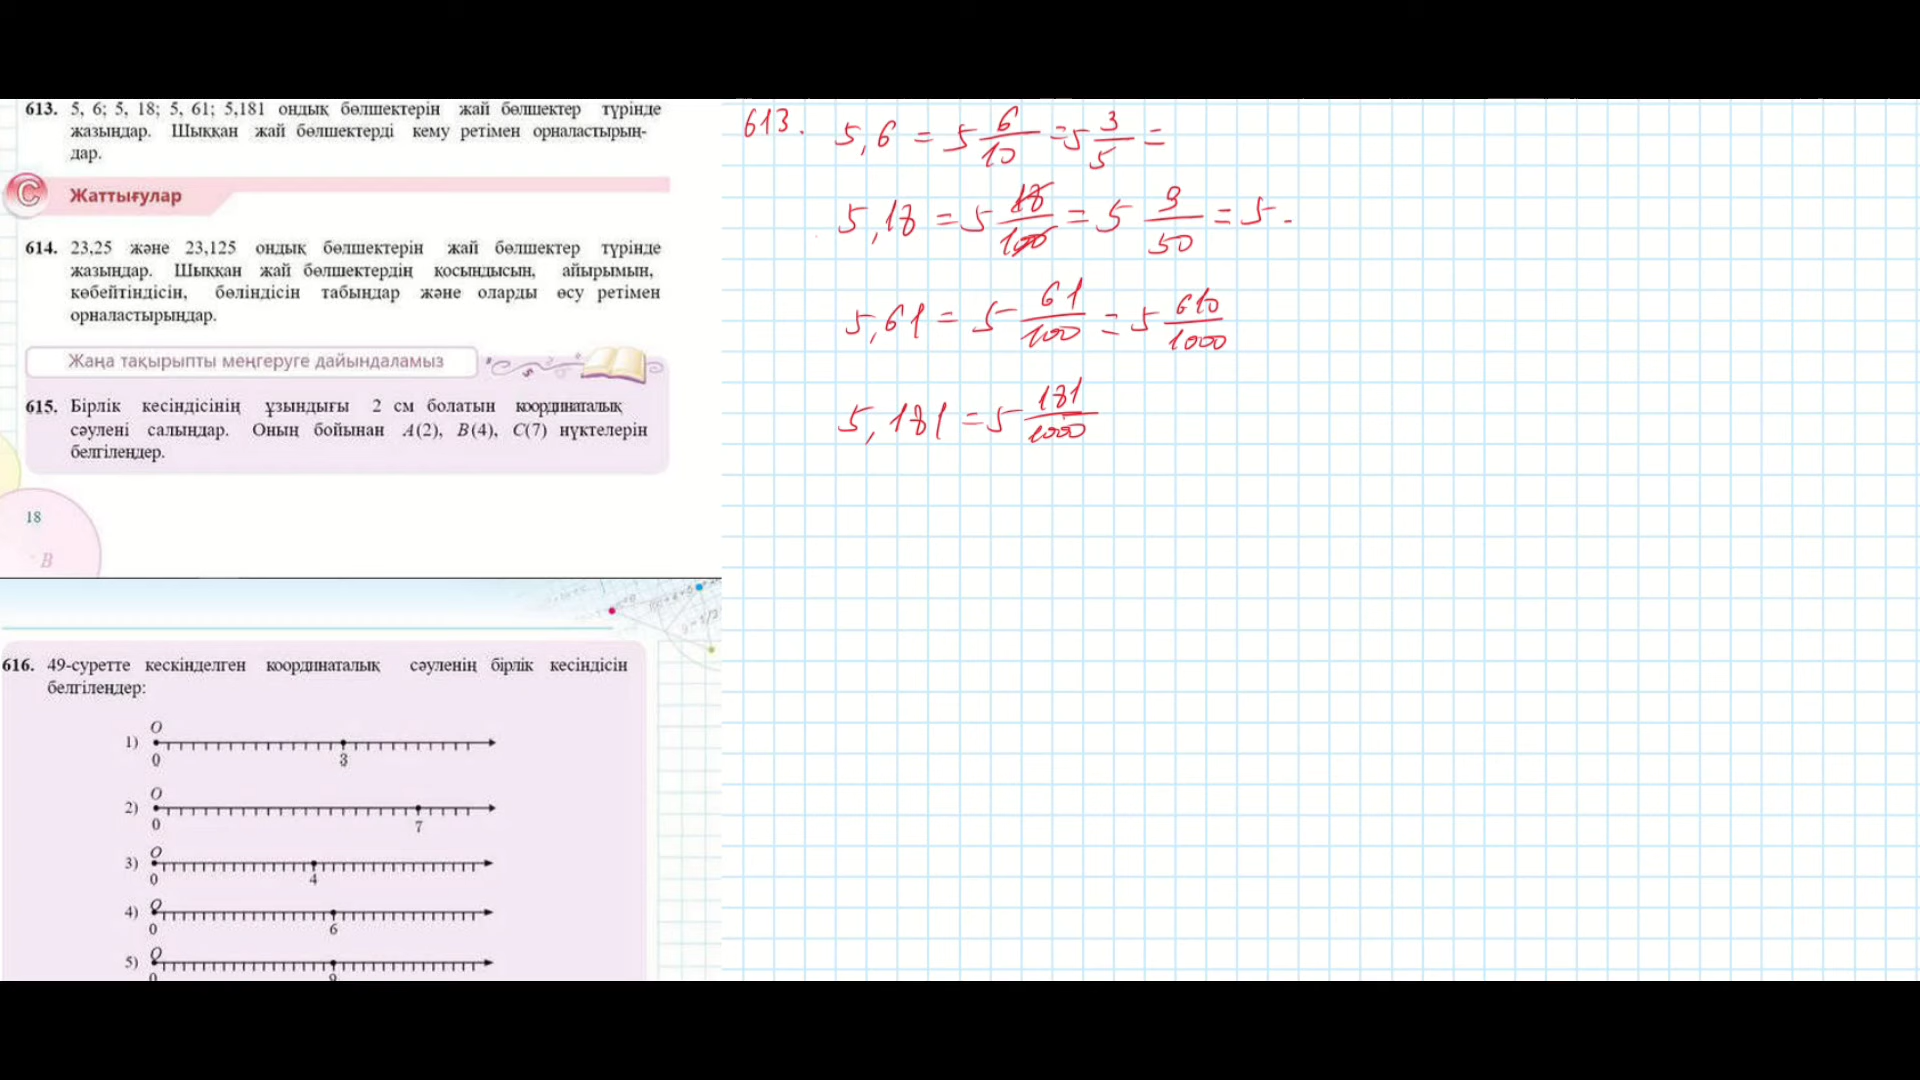 613. 5, 6; 5, 18; 5, 61; 5,181 ондық бөлшектерін жай бөлшектер түрінде
жазыңдар. Шыққан жай бөлшектерді кему ретімен орналастырың-
дар.
C Жаттығулар
614. 23,25 және 23,125 ондық бөлшектерін жай бөлшектер түрінде
жазыңдар. Шыққан жай бөлшектердің қосындысын, айырымын,
көбейтіндісін, бөліндісін табыңдар және оларды өсу ретімен
орналастырыңдар.
Жаңа тақырыпты меңгеруге дайындаламыз
615. Бірлік кесіндісінің ұзындығы 2 см болатын координаталық
сәулені салыңдар. Оның бойынан A(2), B(4), C(7) нүктелерін
белгілеңдер.
18
B
616. 49-суретте кескінделген координаталық сәуленің бірлік кесіндісін
белгілеңдер:
1) O 0 3
2) O 0 7
3) O 0 4
4) O 0 6
5) O 0 9
613. 5,6 = 5 6/10 = 5 3/5 =
5,18 = 5 18/100 = 5 9/50 = 5
5,61 = 5 61/100 = 5 610/1000
5,181 = 5 181/1000